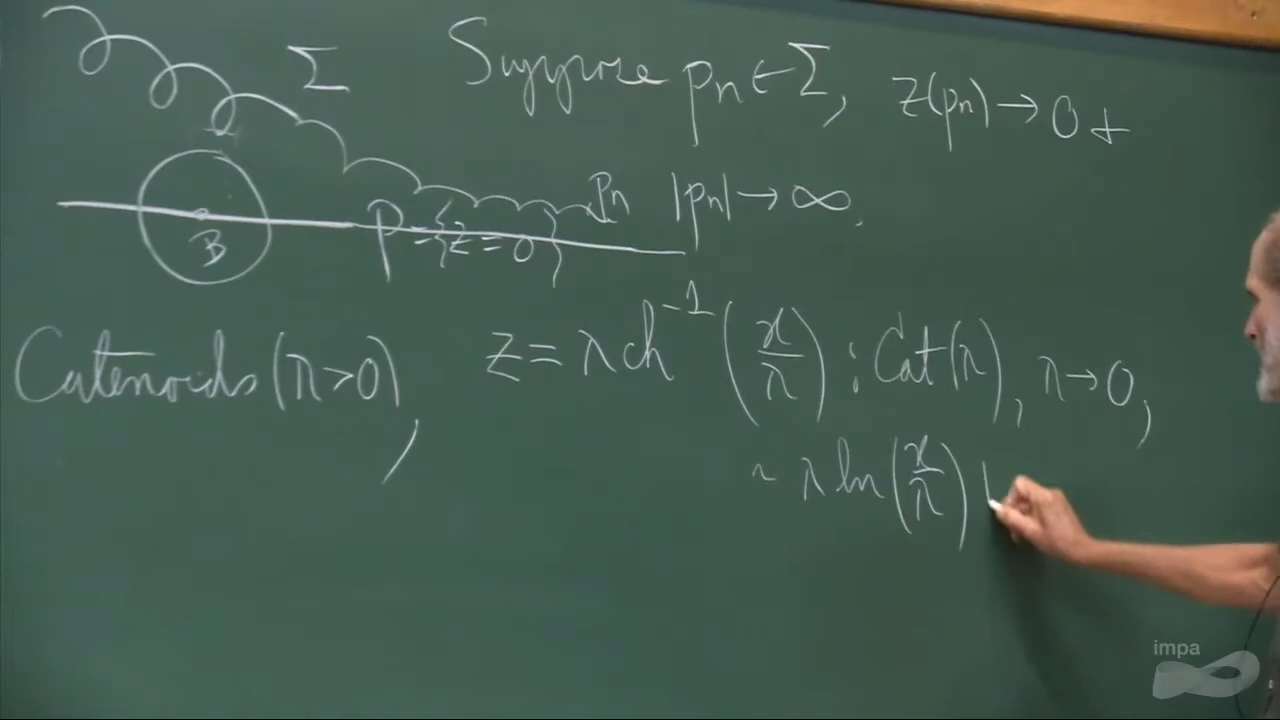 Σ Suppose pn ∈ Σ, z(pn) → 0+
pn |pn| → ∞,
B P={z=0}
Catenoids (λ>0), z = λ ch⁻¹ (x/λ) : Cat(λ), λ→0,
~ λ ln (x/λ)
impa